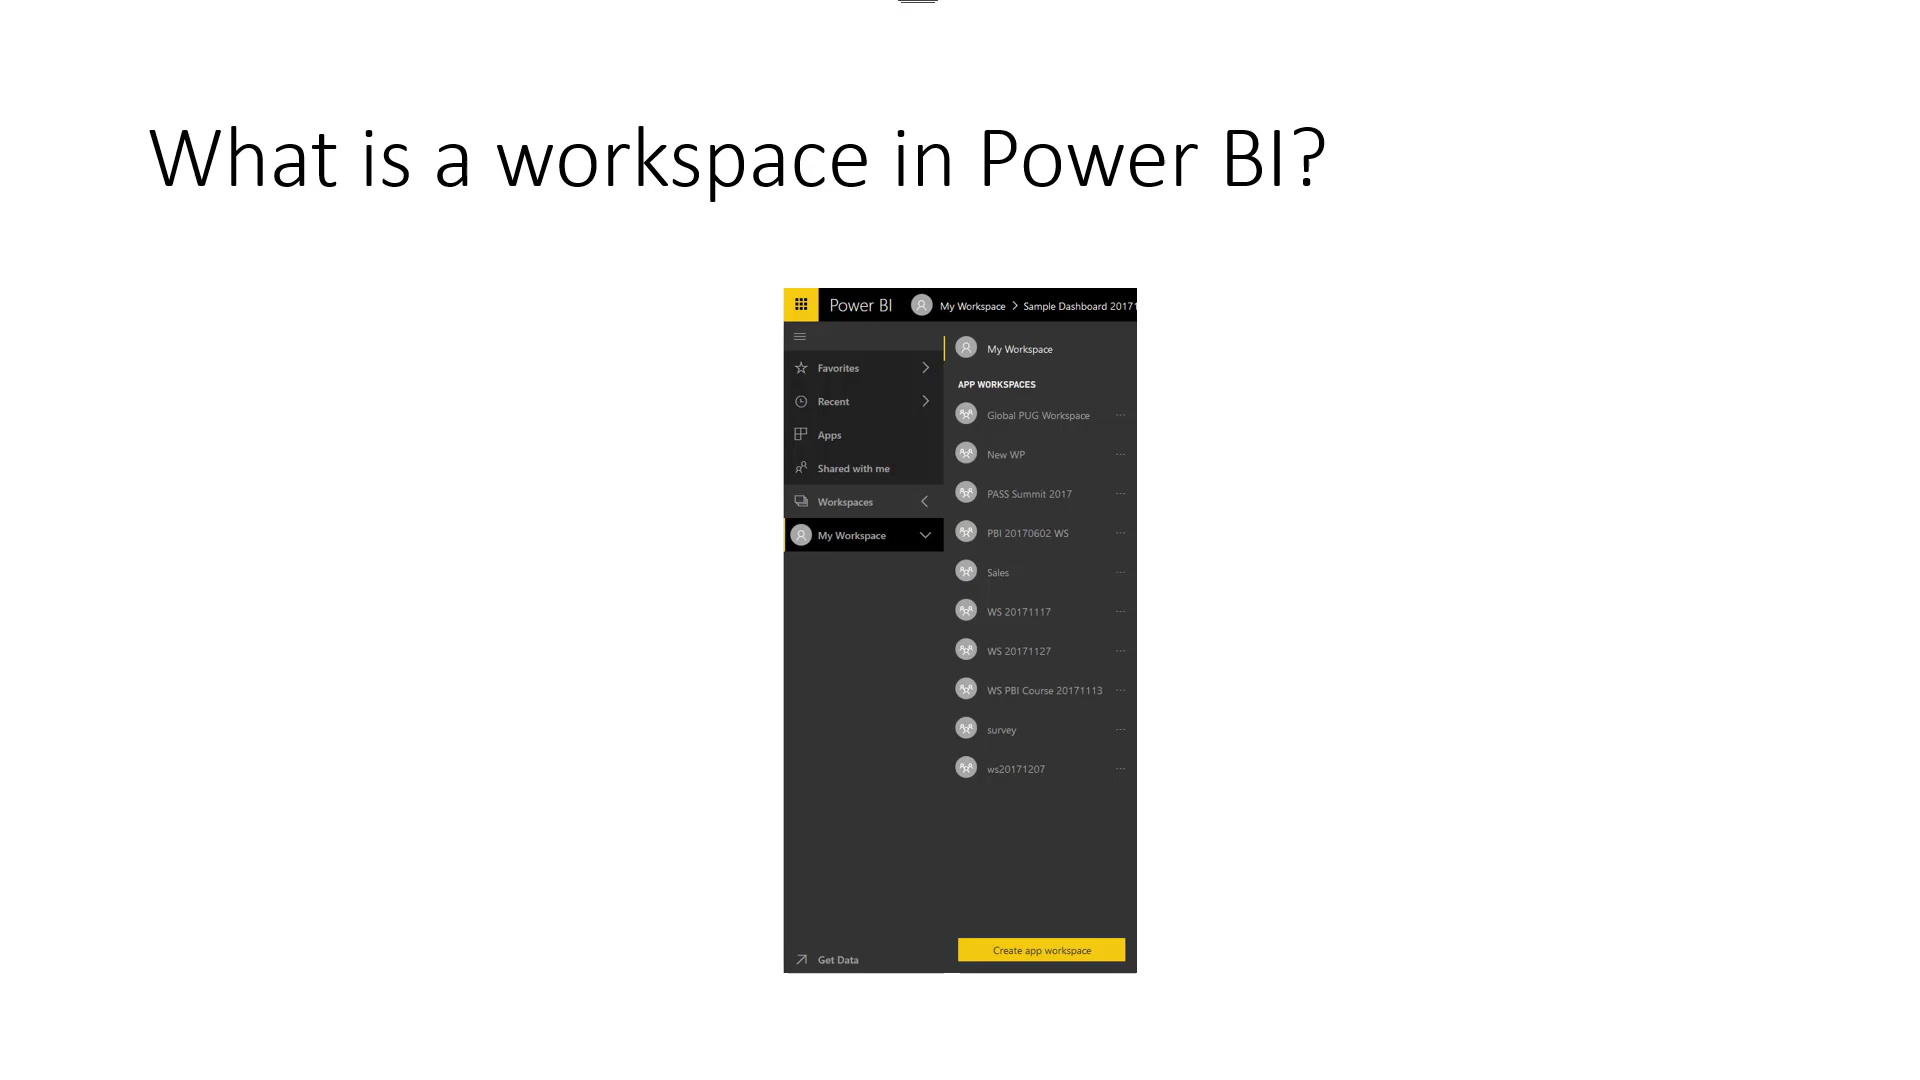 What is a workspace in Power BI?
Power BI My Workspace > Sample Dashboard 20171
Favorites
Recent
Apps
Shared with me
Workspaces
My Workspace
Get Data
My Workspace
APP WORKSPACES
Global PUG Workspace ...
New WP ...
PASS Summit 2017 ...
PBI 20170602 WS ...
Sales ...
WS 20171117 ...
WS 20171127 ...
WS PBI Course 20171113 ...
survey ...
ws20171207 ...
Create app workspace